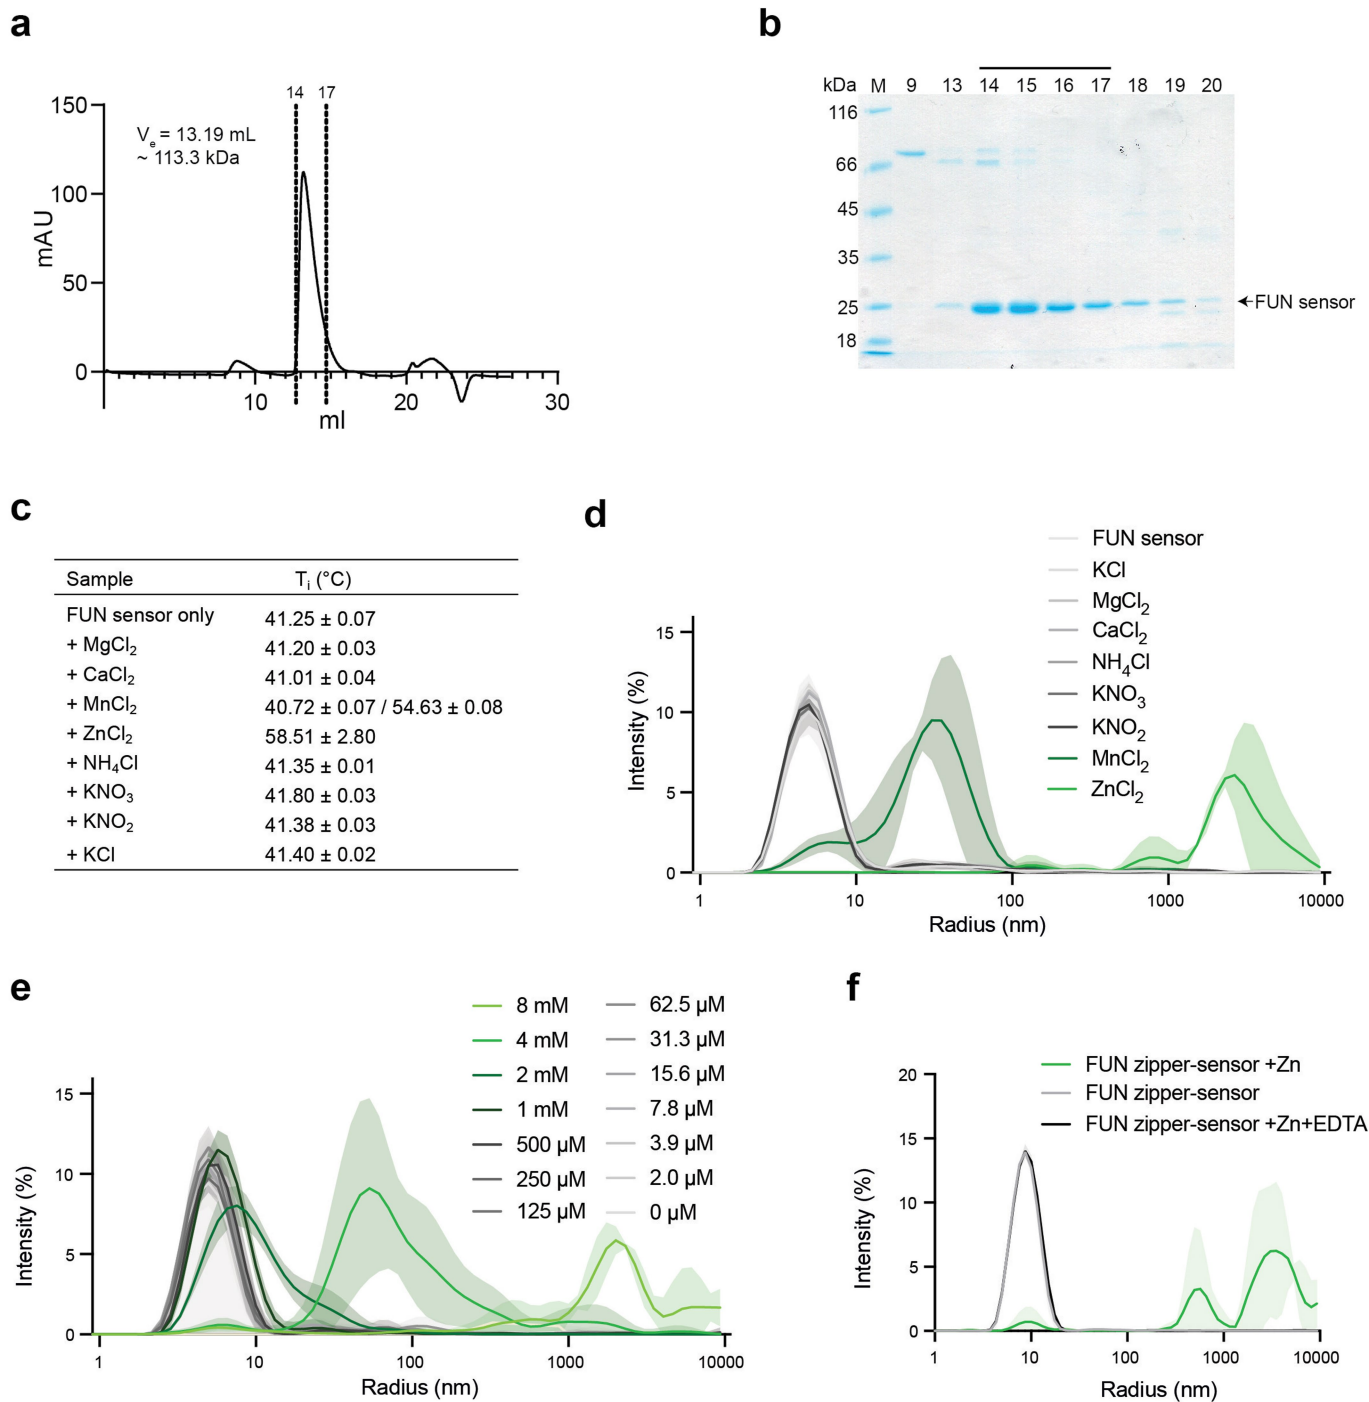 a
14 17
150
100
50
0
mAU
Ve = 13.19 mL
~ 113.3 kDa
10 20 30
ml
b
kDa M 9 13 14 15 16 17 18 19 20
116
66
45
35
25
18
FUN sensor
c
Sample Ti (°C)
FUN sensor only 41.25 ± 0.07
+ MgCl2 41.20 ± 0.03
+ CaCl2 41.01 ± 0.04
+ MnCl2 40.72 ± 0.07 / 54.63 ± 0.08
+ ZnCl2 58.51 ± 2.80
+ NH4Cl 41.35 ± 0.01
+ KNO3 41.80 ± 0.03
+ KNO2 41.38 ± 0.03
+ KCl 41.40 ± 0.02
d
FUN sensor
KCl
MgCl2
CaCl2
NH4Cl
KNO3
KNO2
MnCl2
ZnCl2
15
10
5
0
Intensity (%)
1 10 100 1000 10000
Radius (nm)
e
8 mM 62.5 µM
4 mM 31.3 µM
2 mM 15.6 µM
1 mM 7.8 µM
500 µM 3.9 µM
250 µM 2.0 µM
125 µM 0 µM
15
10
5
0
Intensity (%)
1 10 100 1000 10000
Radius (nm)
f
FUN zipper-sensor +Zn
FUN zipper-sensor
FUN zipper-sensor +Zn+EDTA
20
15
10
5
0
Intensity (%)
1 10 100 1000 10000
Radius (nm)